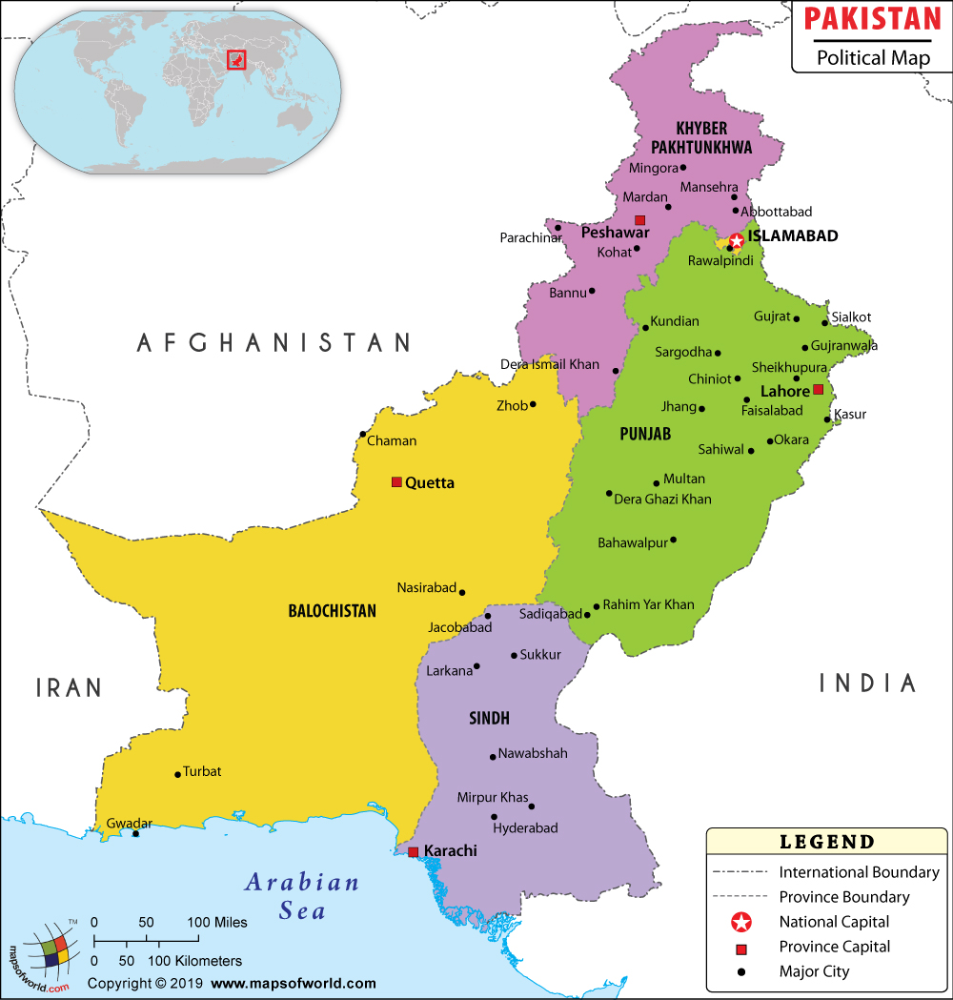 PAKISTAN
Political Map
KHYBER
PAKHTUNKHWA
Mingora
Mansehra
Mardan
Abbottabad
Parachinar
Peshawar
ISLAMABAD
Kohat
Rawalpindi
Bannu
Kundian
Gujrat
Sialkot
AFGHANISTAN
Sargodha
Gujranwala
Dera Ismail Khan
Sheikhupura
Chiniot
Lahore
Zhob
Jhang
Faisalabad
Kasur
Chaman
PUNJAB
Okara
Sahiwal
Quetta
Multan
Dera Ghazi Khan
Bahawalpur
Nasirabad
BALOCHISTAN
Rahim Yar Khan
Sadiqabad
Jacobabad
Sukkur
Larkana
IRAN
INDIA
SINDH
Nawabshah
Turbat
Mirpur Khas
Gwadar
Hyderabad
Karachi
Arabian
Sea
LEGEND
International Boundary
Province Boundary
National Capital
Province Capital
Major City
TM
mapsofworld.com
0 50 100 Miles
0 50 100 Kilometers
Copyright © 2019 www.mapsofworld.com